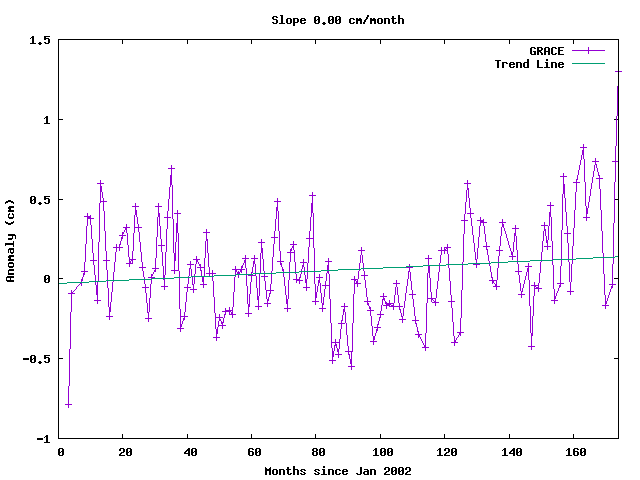 Slope 0.00 cm/month
GRACE
Trend Line
1.5
1
0.5
0
-0.5
-1
Anomaly (cm)
0 20 40 60 80 100 120 140 160
Months since Jan 2002